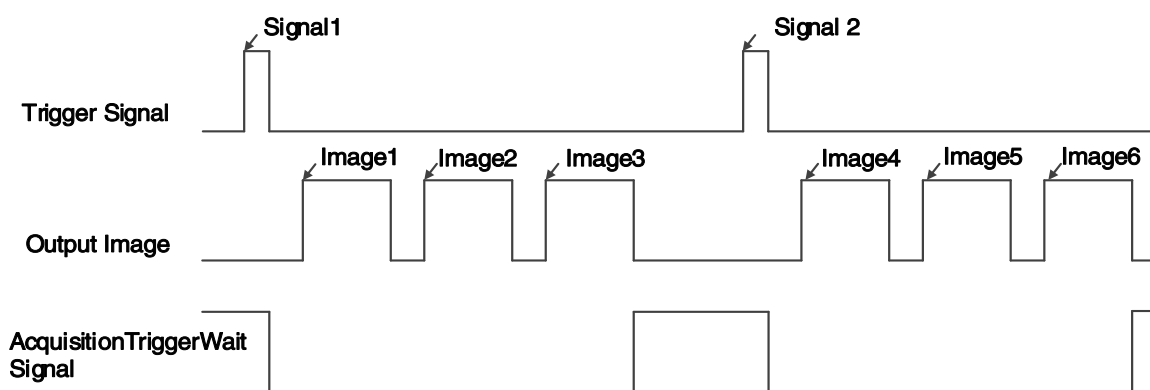 Signal1
Signal 2
Trigger Signal
Image1
Image2
Image3
Image4
Image5
Image6
Output Image
AcquisitionTriggerWait
Signal